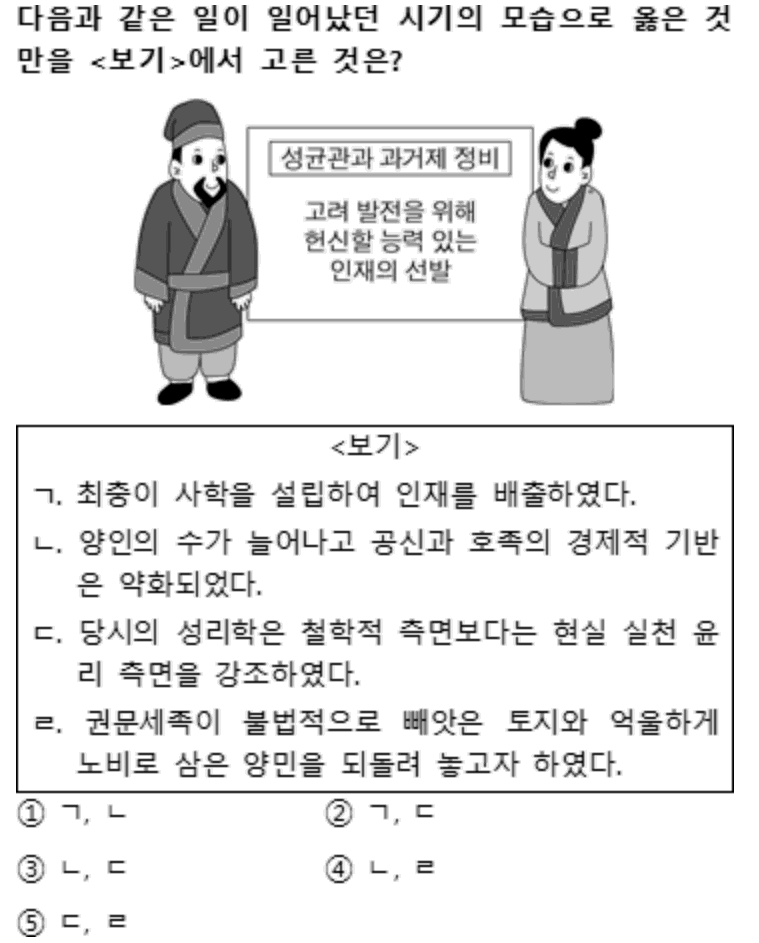 다음과 같은 일이 일어났던 시기의 모습으로 옳은 것
만을 <보기>에서 고른 것은?
성균관과 과거제 정비
고려 발전을 위해
헌신할 능력 있는
인재의 선발
<보기>
ㄱ. 최충이 사학을 설립하여 인재를 배출하였다.
ㄴ. 양인의 수가 늘어나고 공신과 호족의 경제적 기반
은 약화되었다.
ㄷ. 당시의 성리학은 철학적 측면보다는 현실 실천 윤
리 측면을 강조하였다.
ㄹ. 권문세족이 불법적으로 빼앗은 토지와 억울하게
노비로 삼은 양민을 되돌려 놓고자 하였다.
① ㄱ, ㄴ ② ㄱ, ㄷ
③ ㄴ, ㄷ ④ ㄴ, ㄹ
⑤ ㄷ, ㄹ